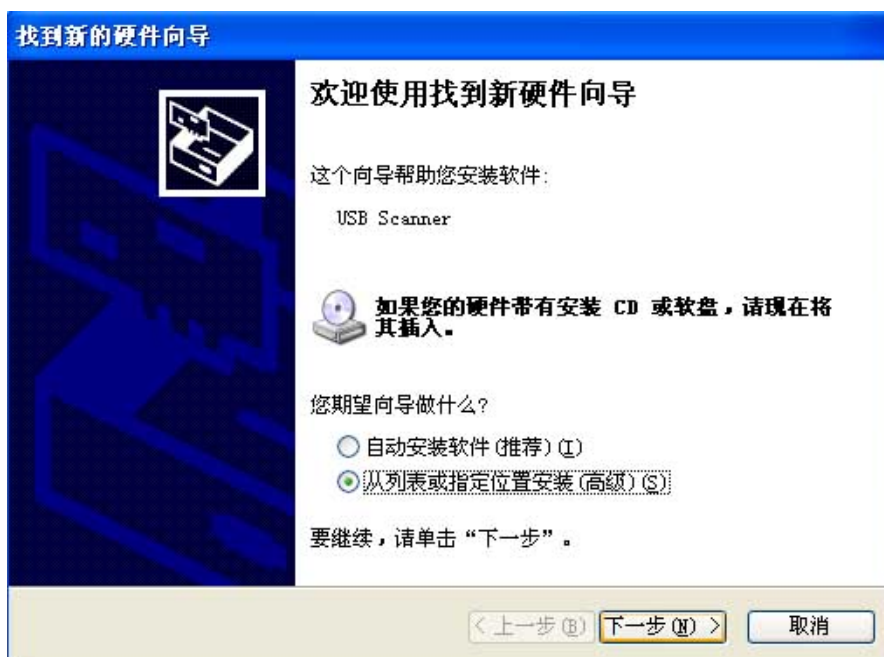 找到新的硬件向导
欢迎使用找到新硬件向导
这个向导帮助您安装软件:
USB Scanner
如果您的硬件带有安装 CD 或软盘，请现在将
其插入。
您期望向导做什么?
自动安装软件(推荐)(I)
从列表或指定位置安装(高级)(S)
要继续，请单击“下一步”。
< 上一步(B) 下一步(N) > 取消